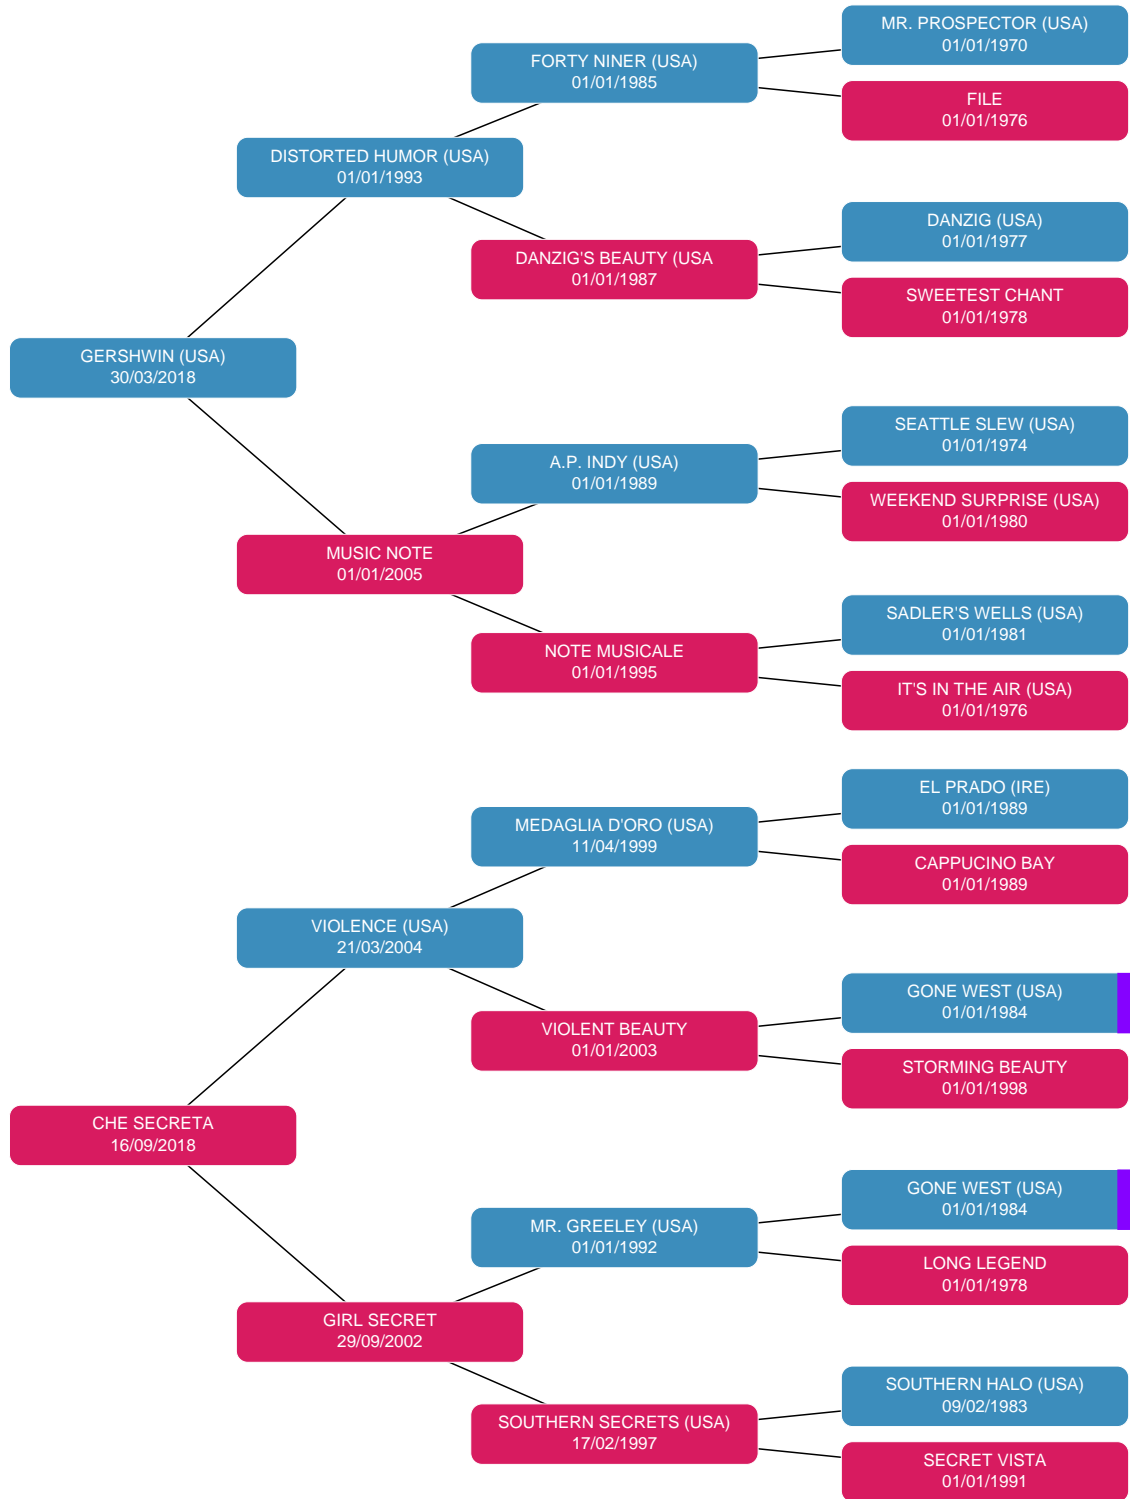 MR. PROSPECTOR (USA)
01/01/1970
FORTY NINER (USA)
01/01/1985
FILE
01/01/1976
DISTORTED HUMOR (USA)
01/01/1993
DANZIG (USA)
01/01/1977
DANZIG'S BEAUTY (USA
01/01/1987
SWEETEST CHANT
01/01/1978
GERSHWIN (USA)
30/03/2018
SEATTLE SLEW (USA)
01/01/1974
A.P. INDY (USA)
01/01/1989
WEEKEND SURPRISE (USA)
01/01/1980
MUSIC NOTE
01/01/2005
SADLER'S WELLS (USA)
01/01/1981
NOTE MUSICALE
01/01/1995
IT'S IN THE AIR (USA)
01/01/1976
EL PRADO (IRE)
01/01/1989
MEDAGLIA D'ORO (USA)
11/04/1999
CAPPUCINO BAY
01/01/1989
VIOLENCE (USA)
21/03/2004
GONE WEST (USA)
01/01/1984
VIOLENT BEAUTY
01/01/2003
STORMING BEAUTY
01/01/1998
CHE SECRETA
16/09/2018
GONE WEST (USA)
01/01/1984
MR. GREELEY (USA)
01/01/1992
LONG LEGEND
01/01/1978
GIRL SECRET
29/09/2002
SOUTHERN HALO (USA)
09/02/1983
SOUTHERN SECRETS (USA)
17/02/1997
SECRET VISTA
01/01/1991